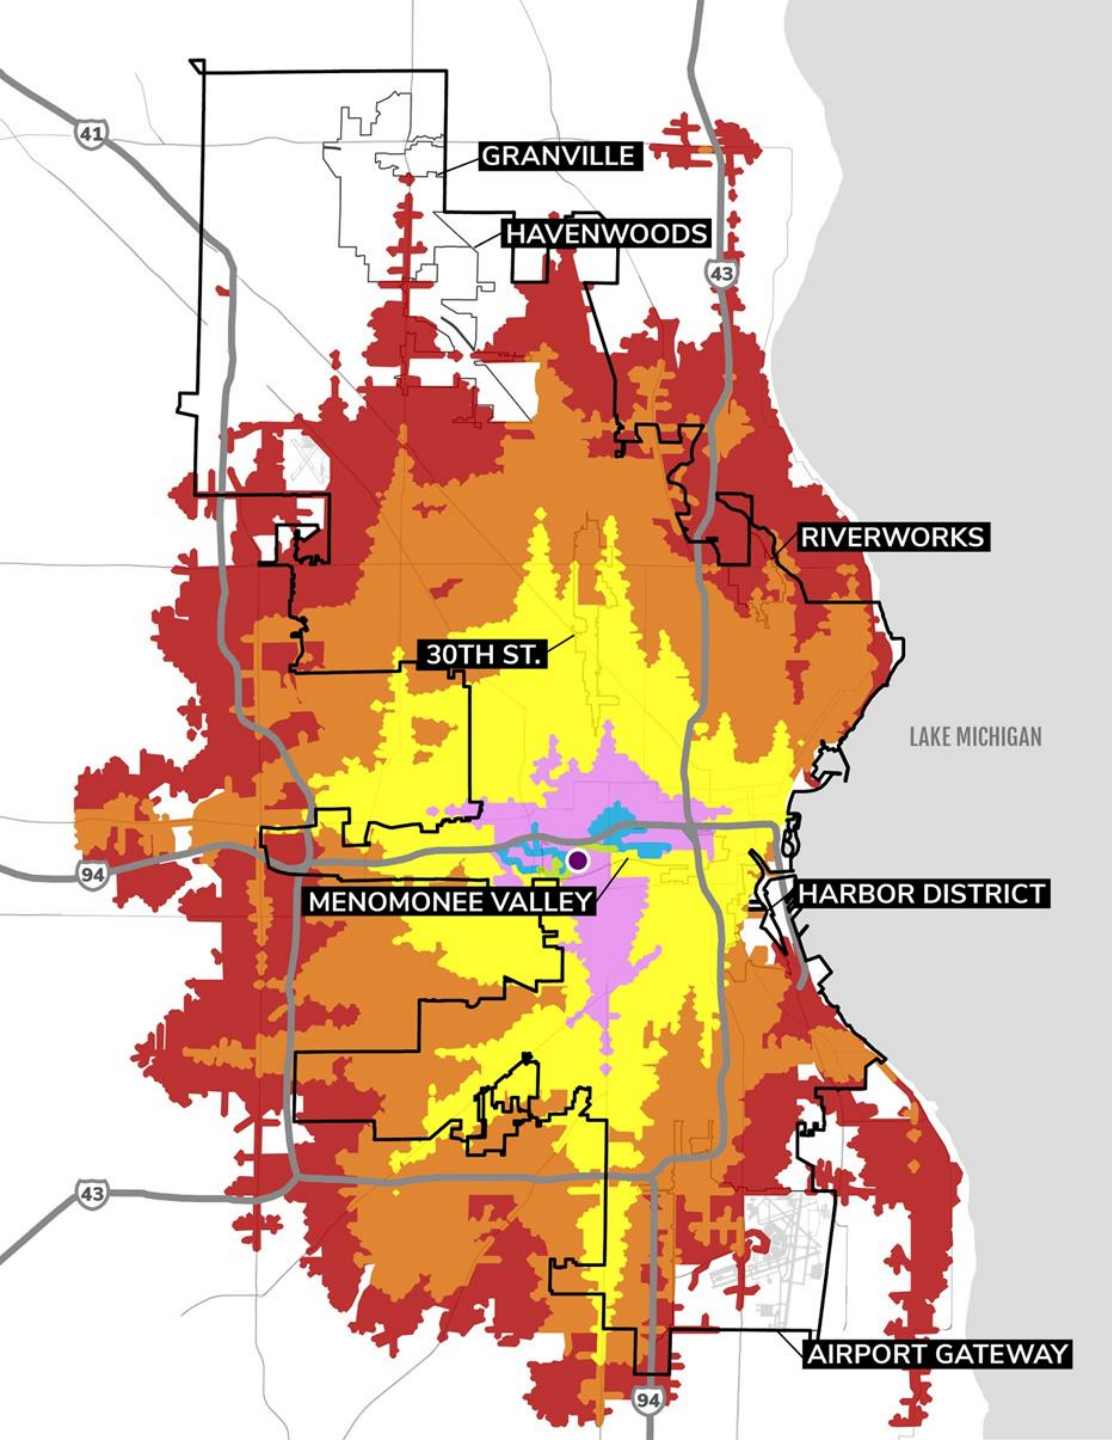 41
GRANVILLE
HAVENWOODS
43
RIVERWORKS
30TH ST.
LAKE MICHIGAN
94
MENOMONEE VALLEY
HARBOR DISTRICT
43
AIRPORT GATEWAY
94